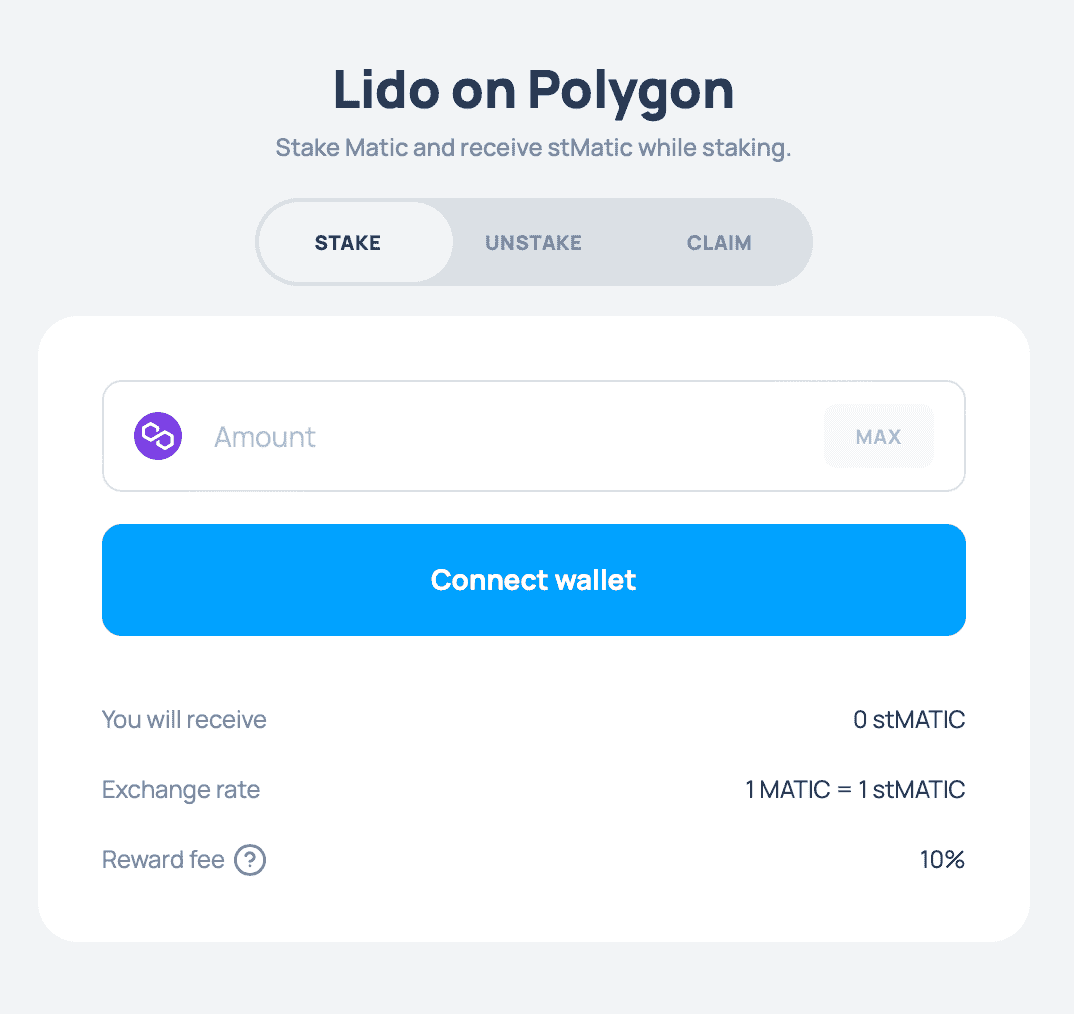 Lido on Polygon
Stake Matic and receive stMatic while staking.
STAKE UNSTAKE CLAIM
Amount MAX
Connect wallet
You will receive 0 stMATIC
Exchange rate 1 MATIC = 1 stMATIC
Reward fee ? 10%